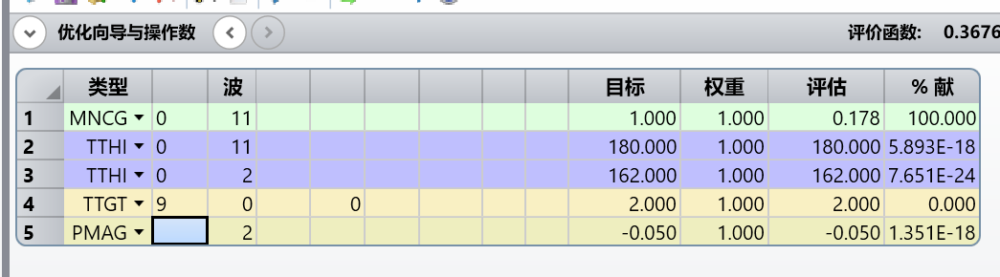 优化向导与操作数 评价函数: 0.3676
类型 波 目标 权重 评估 % 献
1 MNCG 0 11 1.000 1.000 0.178 100.000
2 TTHI 0 11 180.000 1.000 180.000 5.893E-18
3 TTHI 0 2 162.000 1.000 162.000 7.651E-24
4 TTGT 9 0 0 2.000 1.000 2.000 0.000
5 PMAG 2 -0.050 1.000 -0.050 1.351E-18